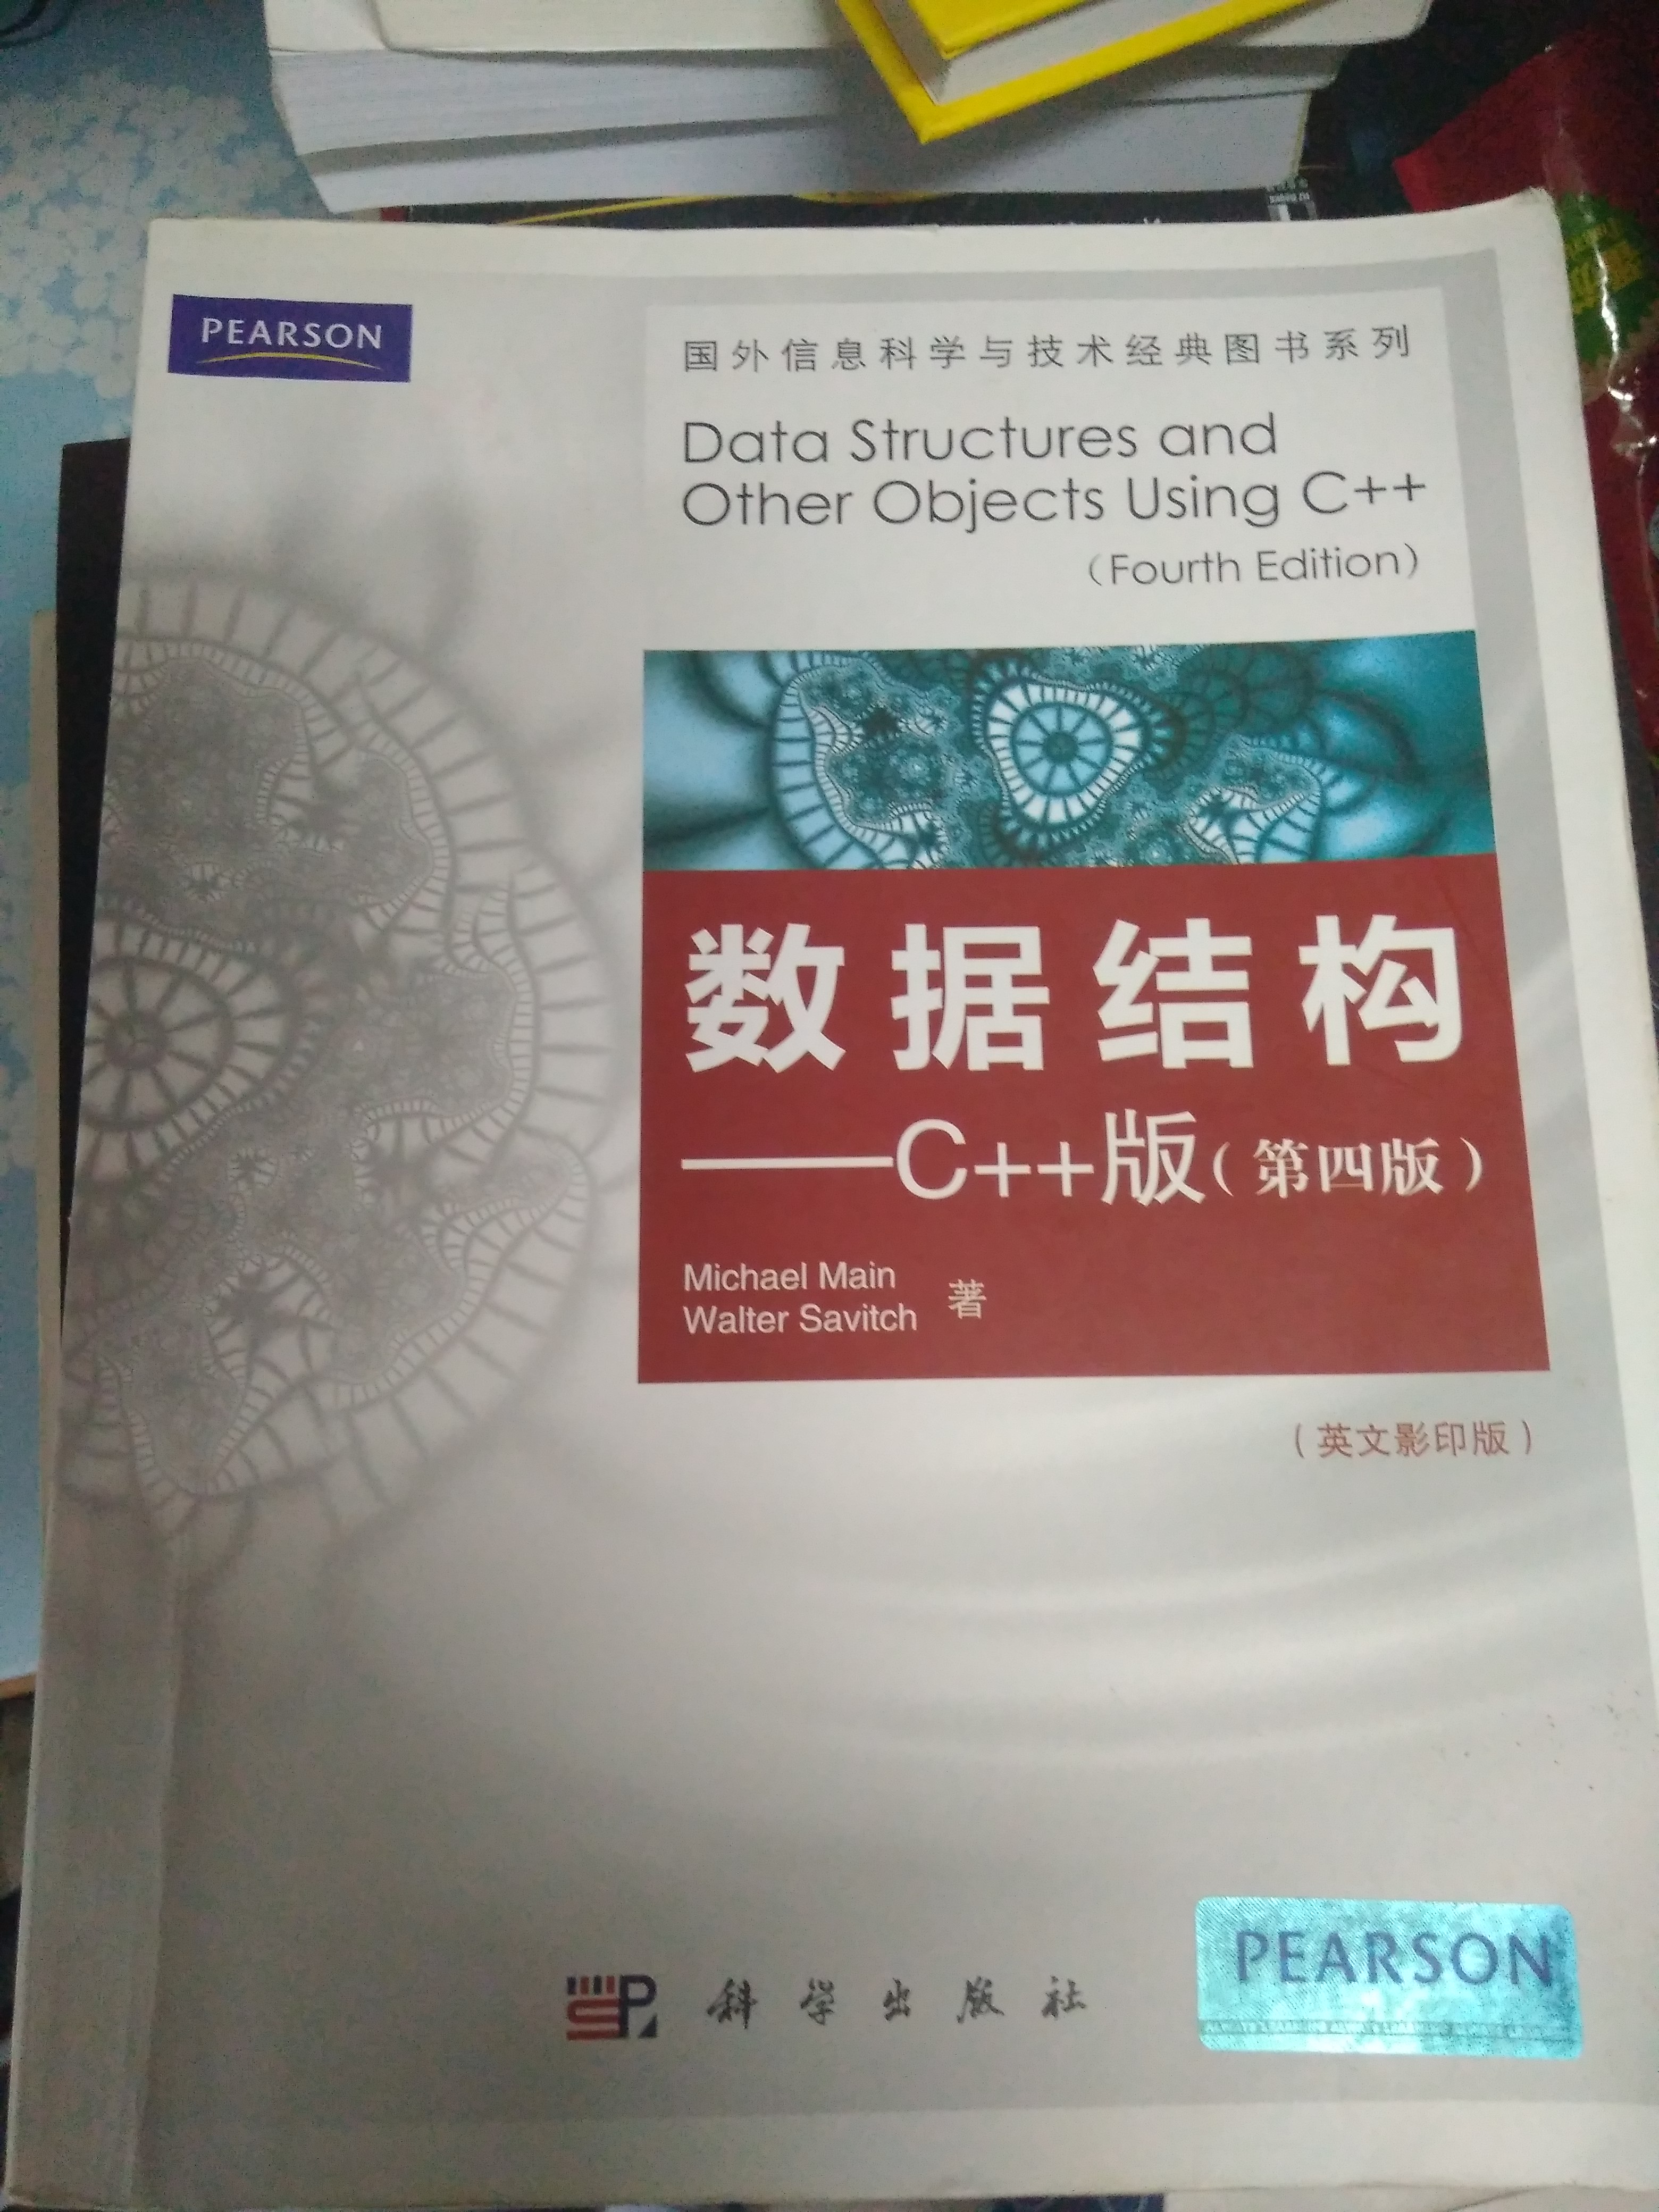 PEARSON
国外信息科学与技术经典图书系列
Data Structures and
Other Objects Using C++
(Fourth Edition)
数据结构
——C++版(第四版)
Michael Main
Walter Savitch
著
(英文影印版)
科学出版社
PEARSON